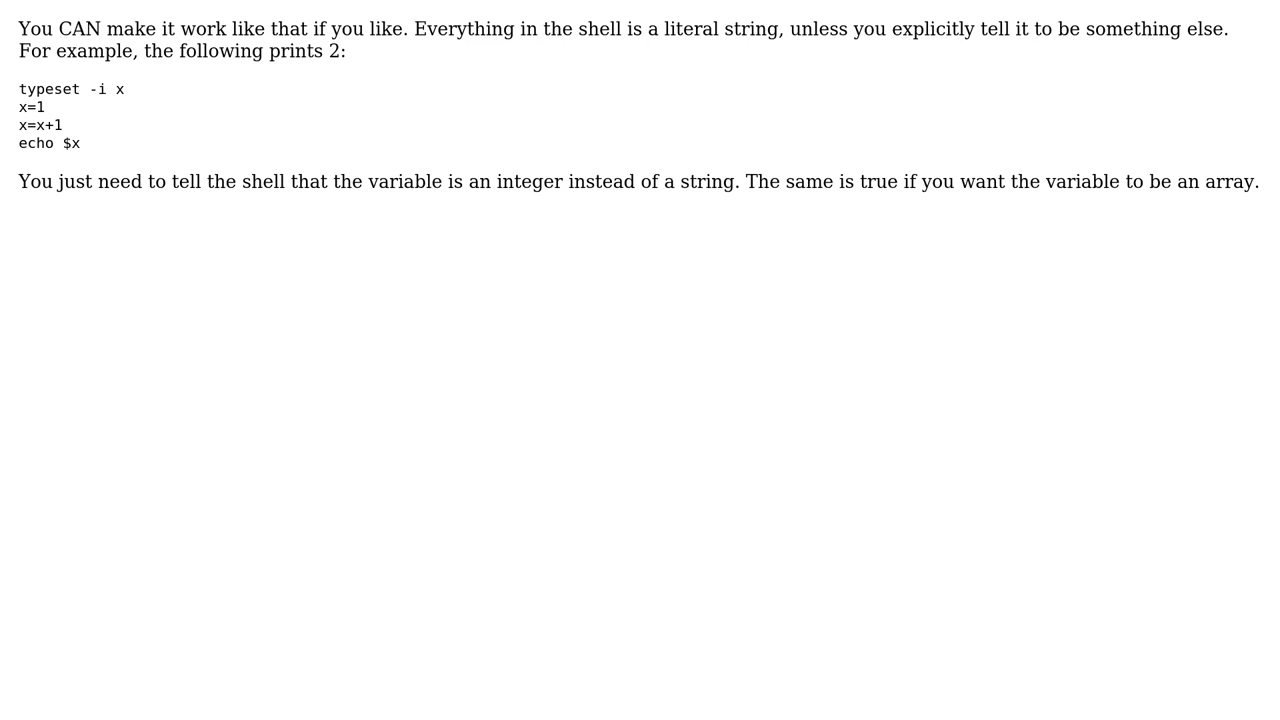 You CAN make it work like that if you like. Everything in the shell is a literal string, unless you explicitly tell it to be something else.
For example, the following prints 2:
typeset -i x
x=1
x=x+1
echo $x
You just need to tell the shell that the variable is an integer instead of a string. The same is true if you want the variable to be an array.